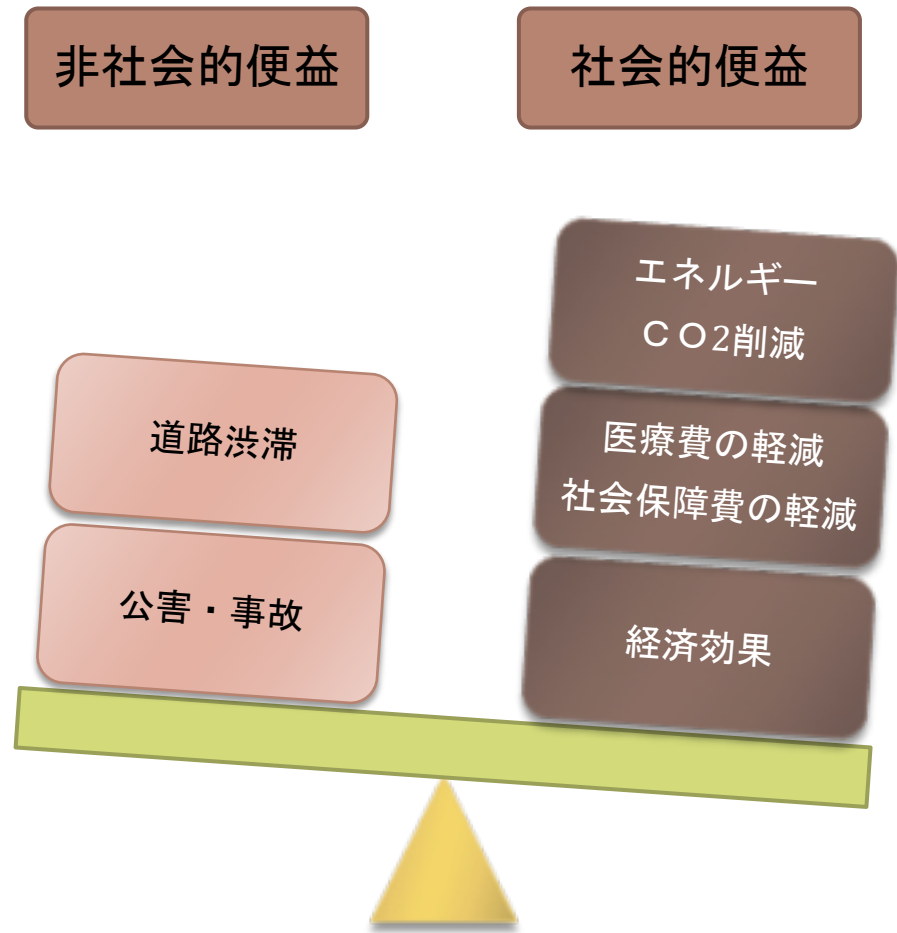 非社会的便益
社会的便益
エネルギー
ＣＯ2削減
道路渋滞
医療費の軽減
社会保障費の軽減
公害・事故
経済効果